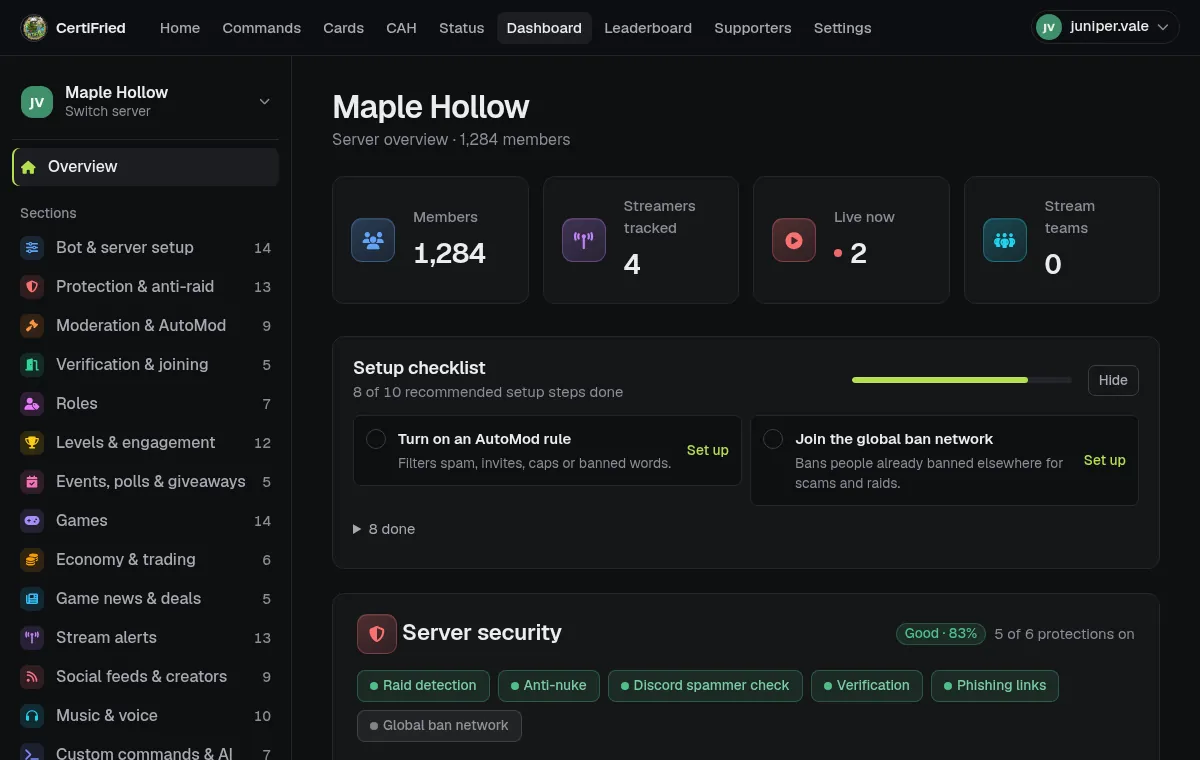 CertiFried
Home
Commands
Cards
CAH
Status
Dashboard
Leaderboard
Supporters
Settings
JV
juniper.vale
JV
Maple Hollow
Switch server
Overview
Sections
Bot & server setup 14
Protection & anti-raid 13
Moderation & AutoMod 9
Verification & joining 5
Roles 7
Levels & engagement 12
Events, polls & giveaways 5
Games 14
Economy & trading 6
Game news & deals 5
Stream alerts 13
Social feeds & creators 9
Music & voice 10
Custom commands & AI 7
Maple Hollow
Server overview · 1,284 members
Members
1,284
Streamers
tracked
4
Live now
2
Stream
teams
0
Setup checklist
8 of 10 recommended setup steps done
Hide
Turn on an AutoMod rule
Filters spam, invites, caps or banned words.
Set up
Join the global ban network
Bans people already banned elsewhere for
scams and raids.
Set up
8 done
Server security
Good · 83%
5 of 6 protections on
Raid detection
Anti-nuke
Discord spammer check
Verification
Phishing links
Global ban network